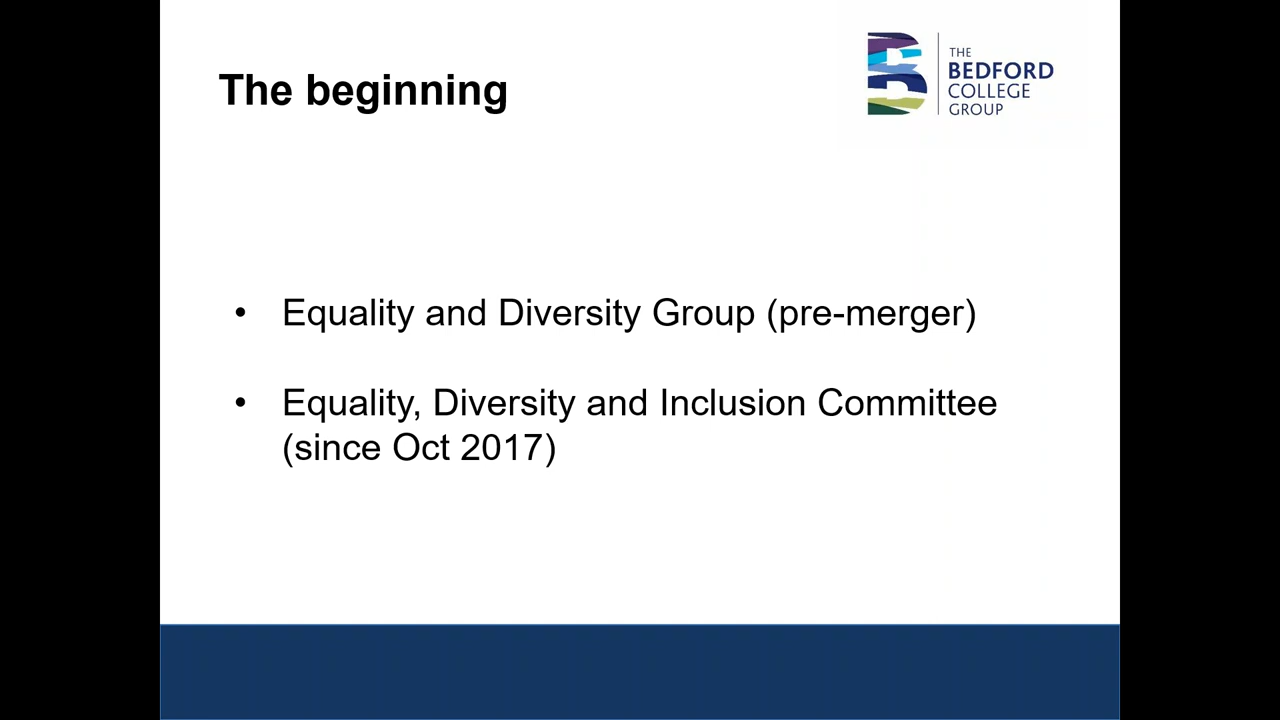 The beginning
THE
BEDFORD
COLLEGE
GROUP
• Equality and Diversity Group (pre-merger)
• Equality, Diversity and Inclusion Committee
(since Oct 2017)